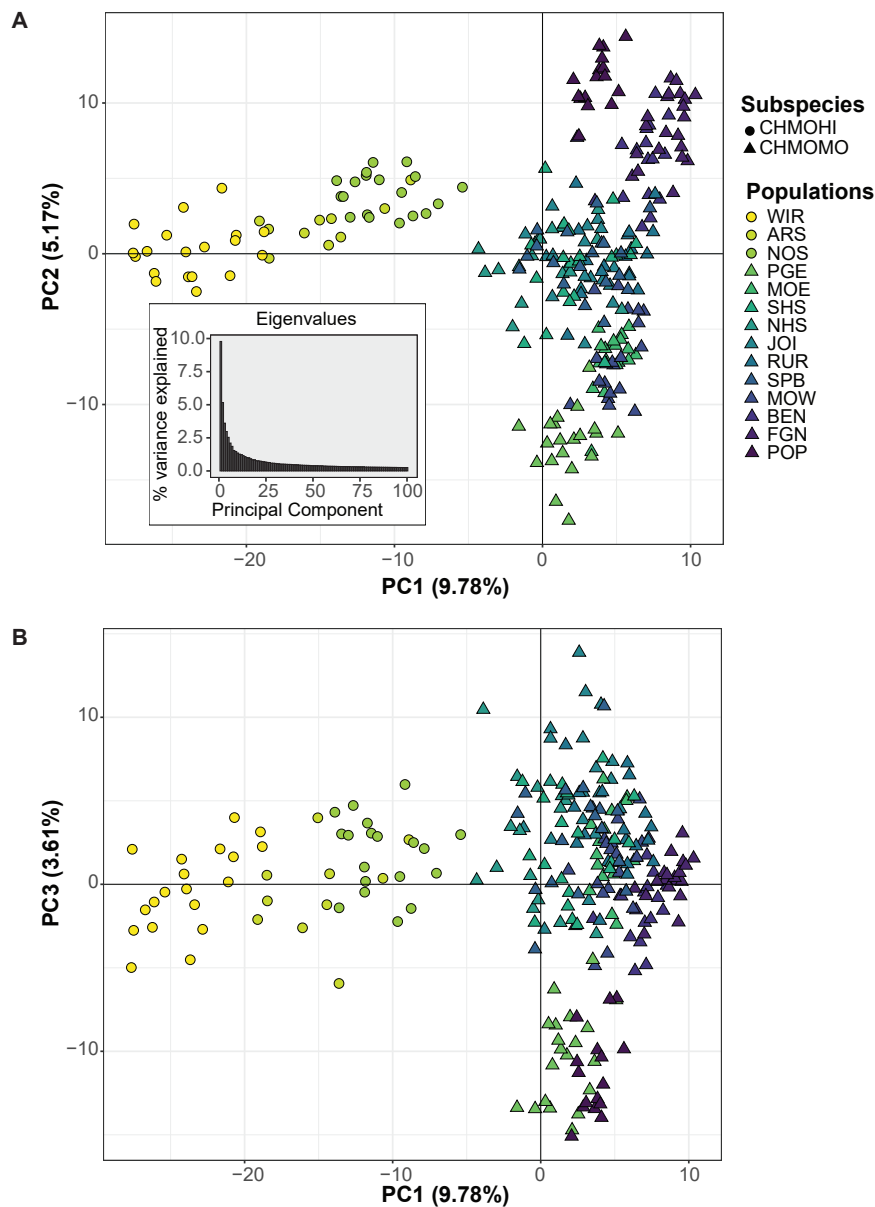 A
PC2 (5.17%)
10
0
−10
Eigenvalues
% variance explained
10.0
7.5
5.0
2.5
0.0
0 25 50 75 100
Principal Component
−20 −10 0 10
PC1 (9.78%)
Subspecies
CHMOHI
CHMOMO
Populations
WIR
ARS
NOS
PGE
MOE
SHS
NHS
JOI
RUR
SPB
MOW
BEN
FGN
POP
B
PC3 (3.61%)
10
0
−10
−20 −10 0 10
PC1 (9.78%)